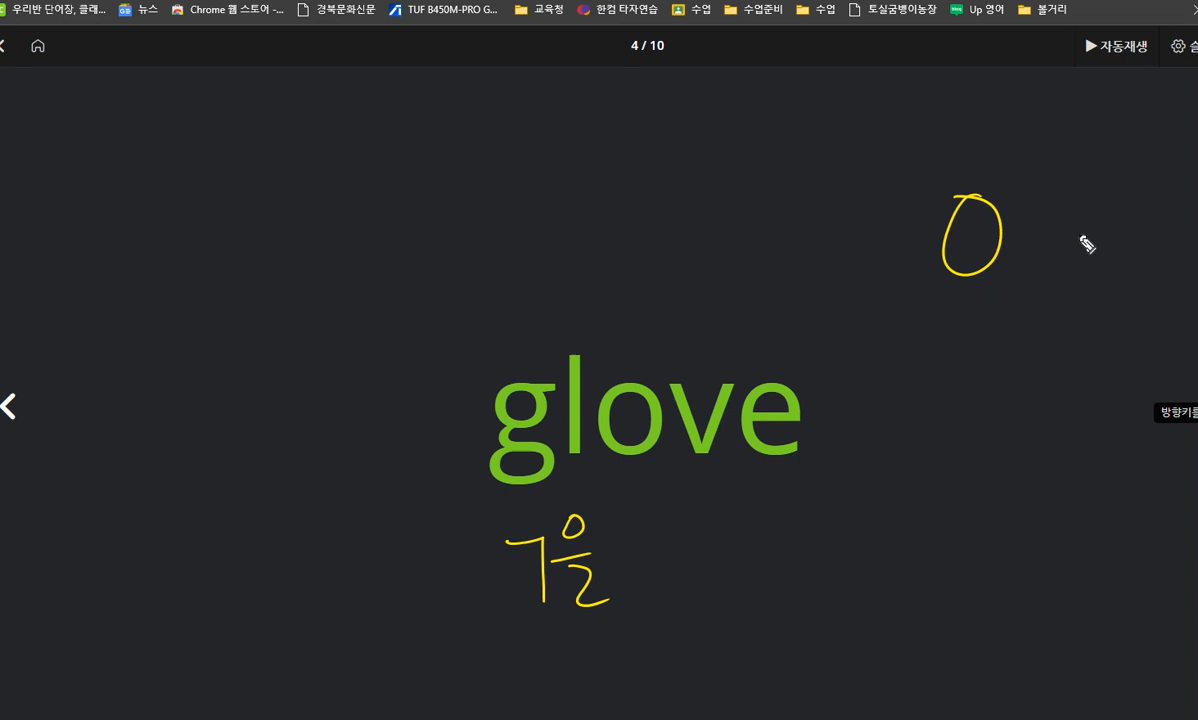 우리반 단어장, 클래... 뉴스 Chrome 웹 스토어 -... 경북문화신문 TUF B450M-PRO G... 교육청 한컴 타자연습 수업 수업준비 수업 토실굼벵이농장 Up 영어 볼거리
4 / 10 자동재생 슬
O
glove
방향키를
ㄱ을